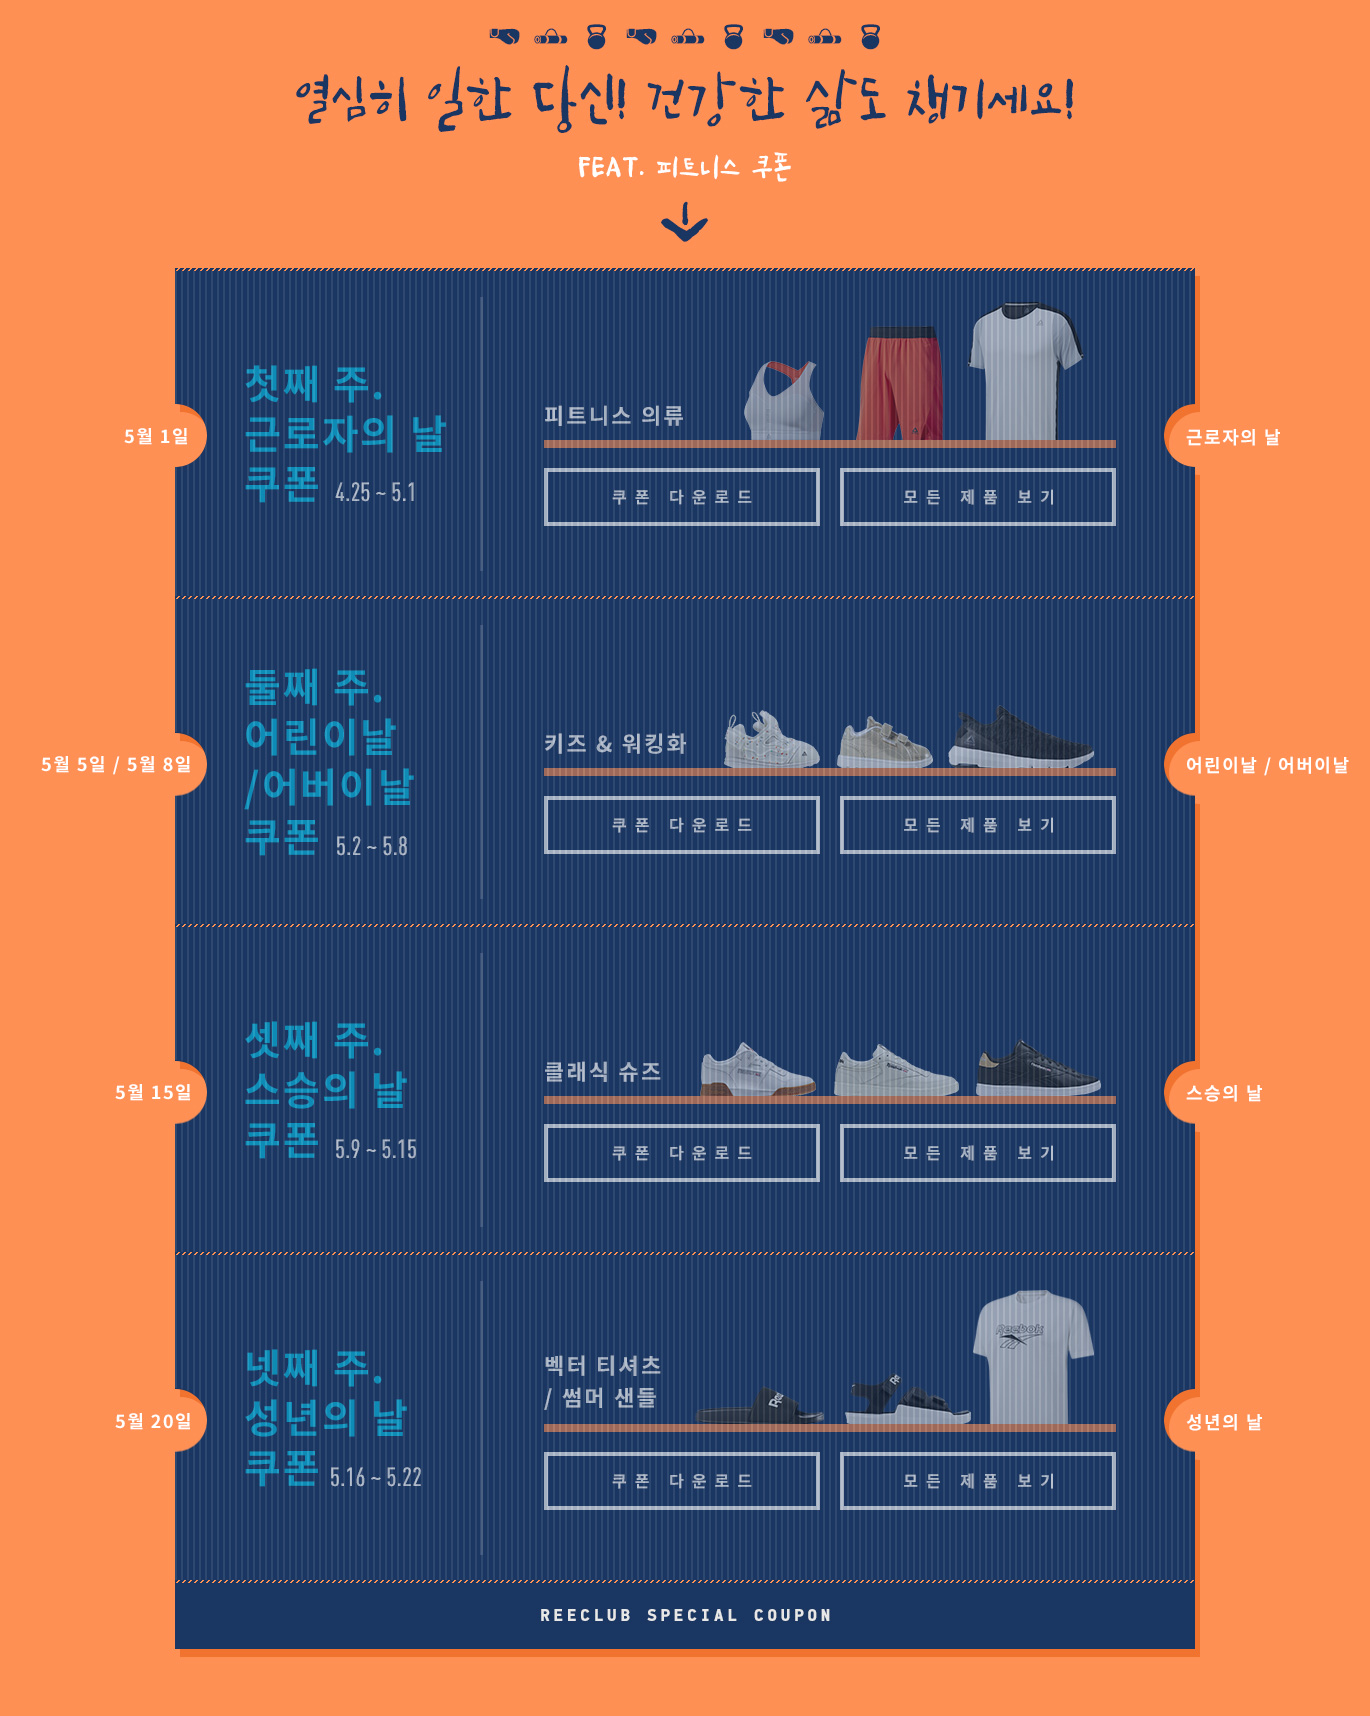 열심히 일한 당신! 건강한 삶도 챙기세요!
FEAT. 피트니스 쿠폰
5월 1일
첫째 주.
근로자의 날
쿠폰 4.25 ~ 5.1
피트니스 의류
쿠폰 다운로드
모든 제품 보기
근로자의 날
5월 5일 / 5월 8일
둘째 주.
어린이날
/어버이날
쿠폰 5.2 ~ 5.8
키즈 & 워킹화
쿠폰 다운로드
모든 제품 보기
어린이날 / 어버이날
5월 15일
셋째 주.
스승의 날
쿠폰 5.9 ~ 5.15
클래식 슈즈
쿠폰 다운로드
모든 제품 보기
스승의 날
5월 20일
넷째 주.
성년의 날
쿠폰 5.16 ~ 5.22
벡터 티셔츠
/ 썸머 샌들
Reebok
쿠폰 다운로드
모든 제품 보기
성년의 날
REECLUB SPECIAL COUPON